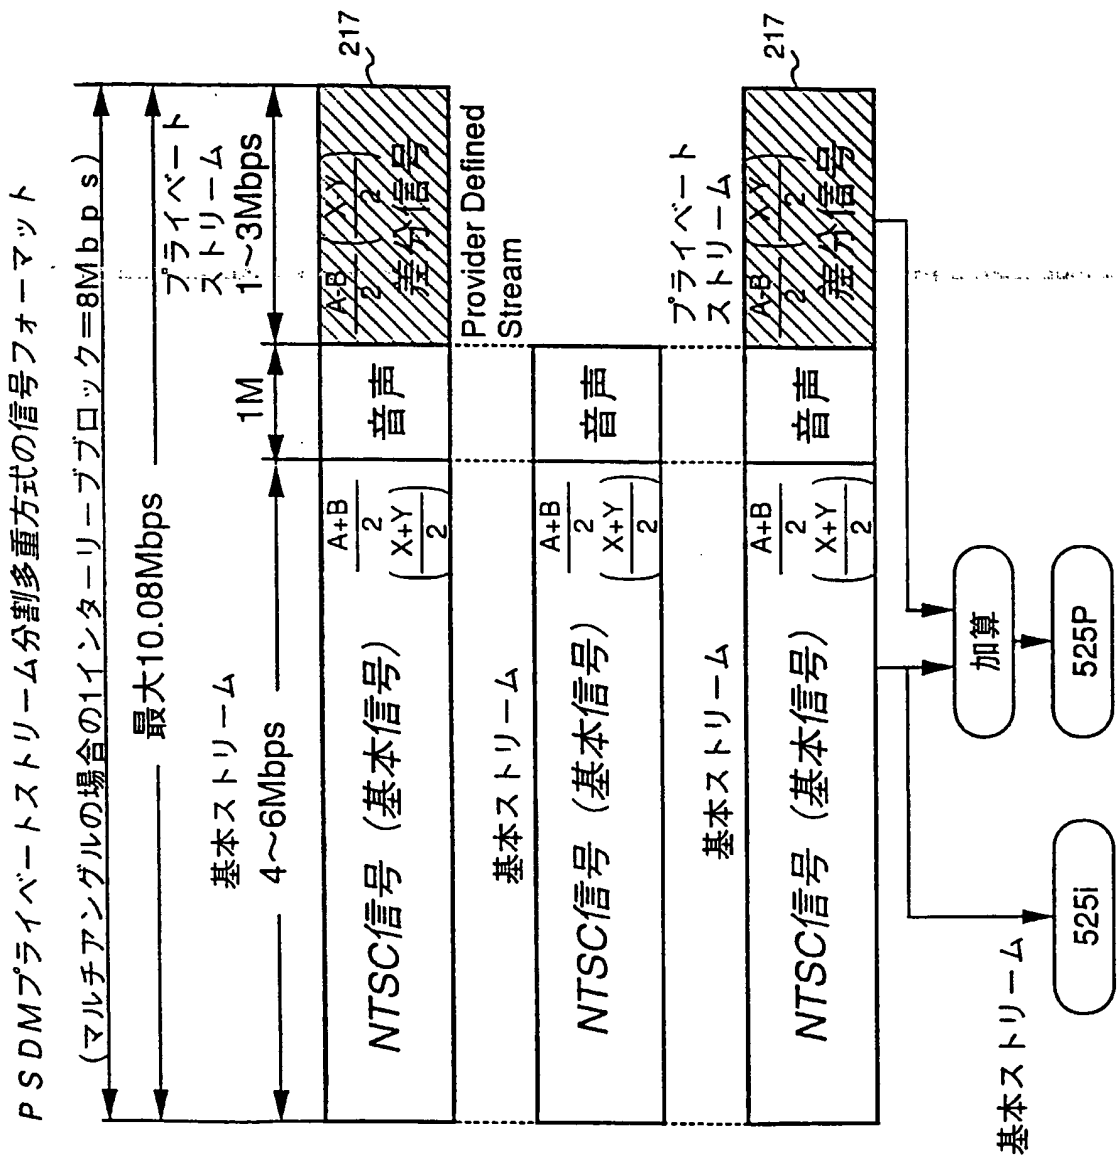 PSDMプライベートストリーム分割多重方式の信号フォーマット
(マルチアングルの場合の1インターリーブブロック=8Mbps)
最大10.08Mbps
基本ストリーム
4~6Mbps
1M
プライベート
ストリーム
1~3Mbps
NTSC信号(基本信号)
A+B
2
(X+Y
2)
音声
A-B
2
(X-Y
2)
差分信号
217
Provider Defined
Stream
基本ストリーム
NTSC信号(基本信号)
A+B
2
(X+Y
2)
音声
基本ストリーム
プライベート
ストリーム
NTSC信号(基本信号)
A+B
2
(X+Y
2)
音声
A-B
2
(X-Y
2)
差分信号
217
加算
基本ストリーム
525i
525P